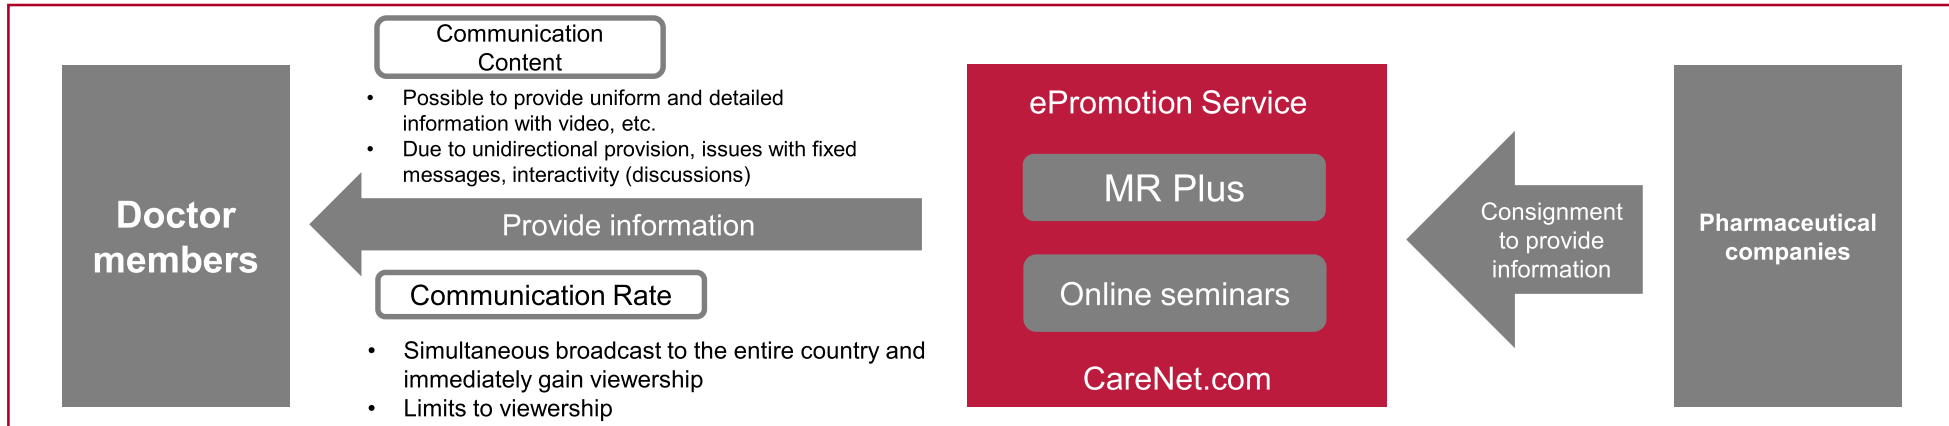 Doctor
members
Communication
Content
• Possible to provide uniform and detailed
information with video, etc.
• Due to unidirectional provision, issues with fixed
messages, interactivity (discussions)
Provide information
Communication Rate
• Simultaneous broadcast to the entire country and
immediately gain viewership
• Limits to viewership
ePromotion Service
MR Plus
Online seminars
CareNet.com
Consignment
to provide
information
Pharmaceutical
companies